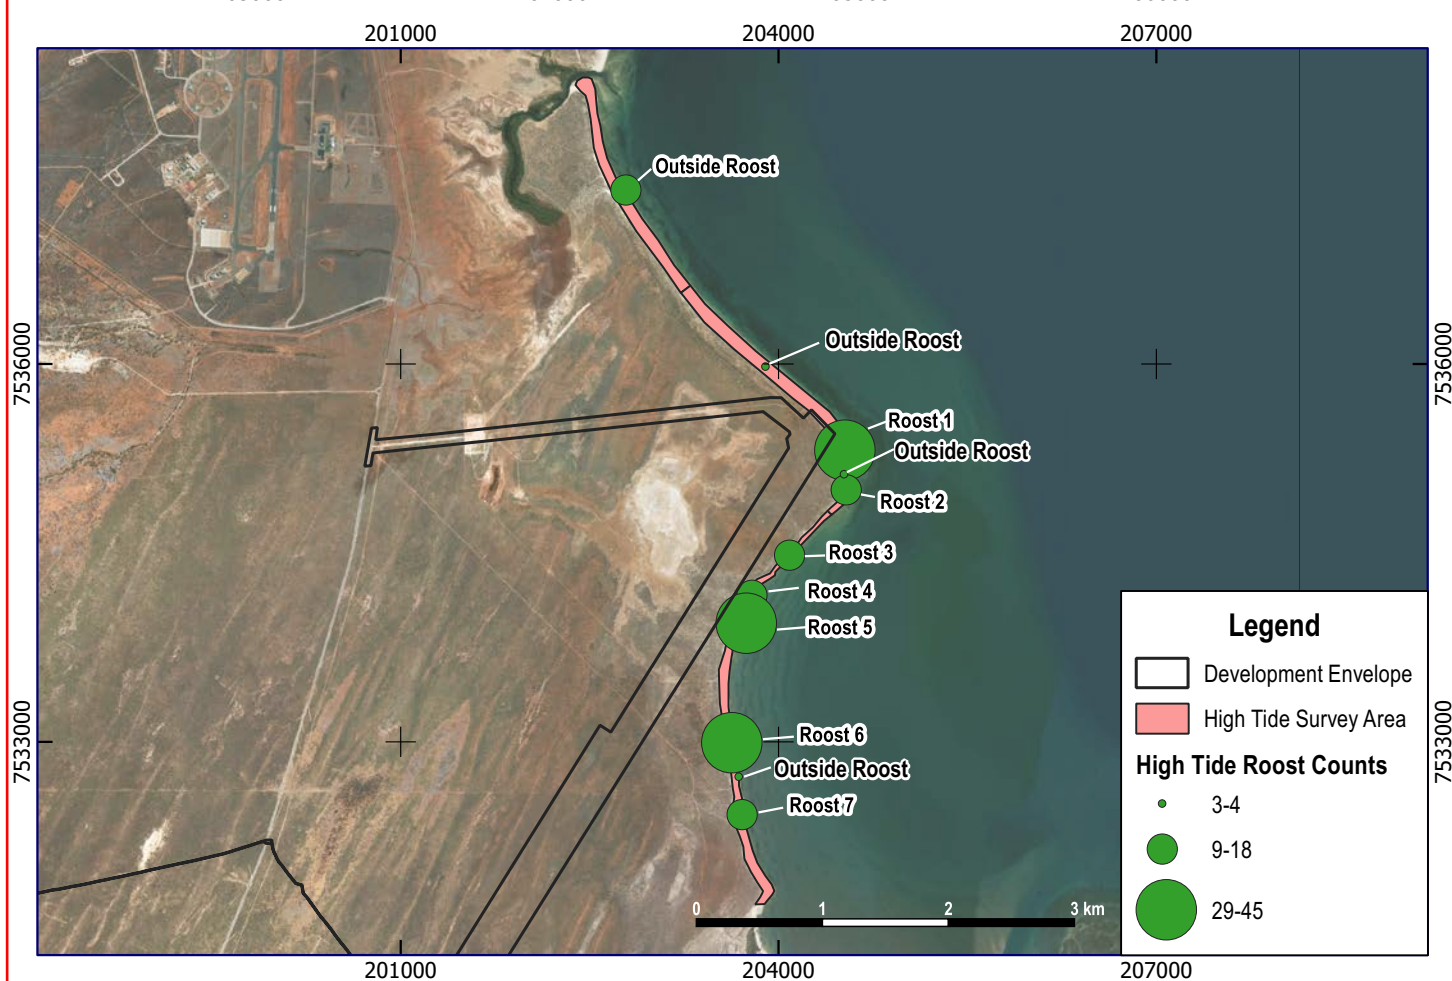 201000
204000
207000
7536000
7536000
Outside Roost
Outside Roost
Roost 1
Outside Roost
Roost 2
Roost 3
Roost 4
Roost 5
Roost 6
Outside Roost
Roost 7
7533000
7533000
Legend
Development Envelope
High Tide Survey Area
High Tide Roost Counts
3-4
9-18
29-45
0 1 2 3 km
201000
204000
207000